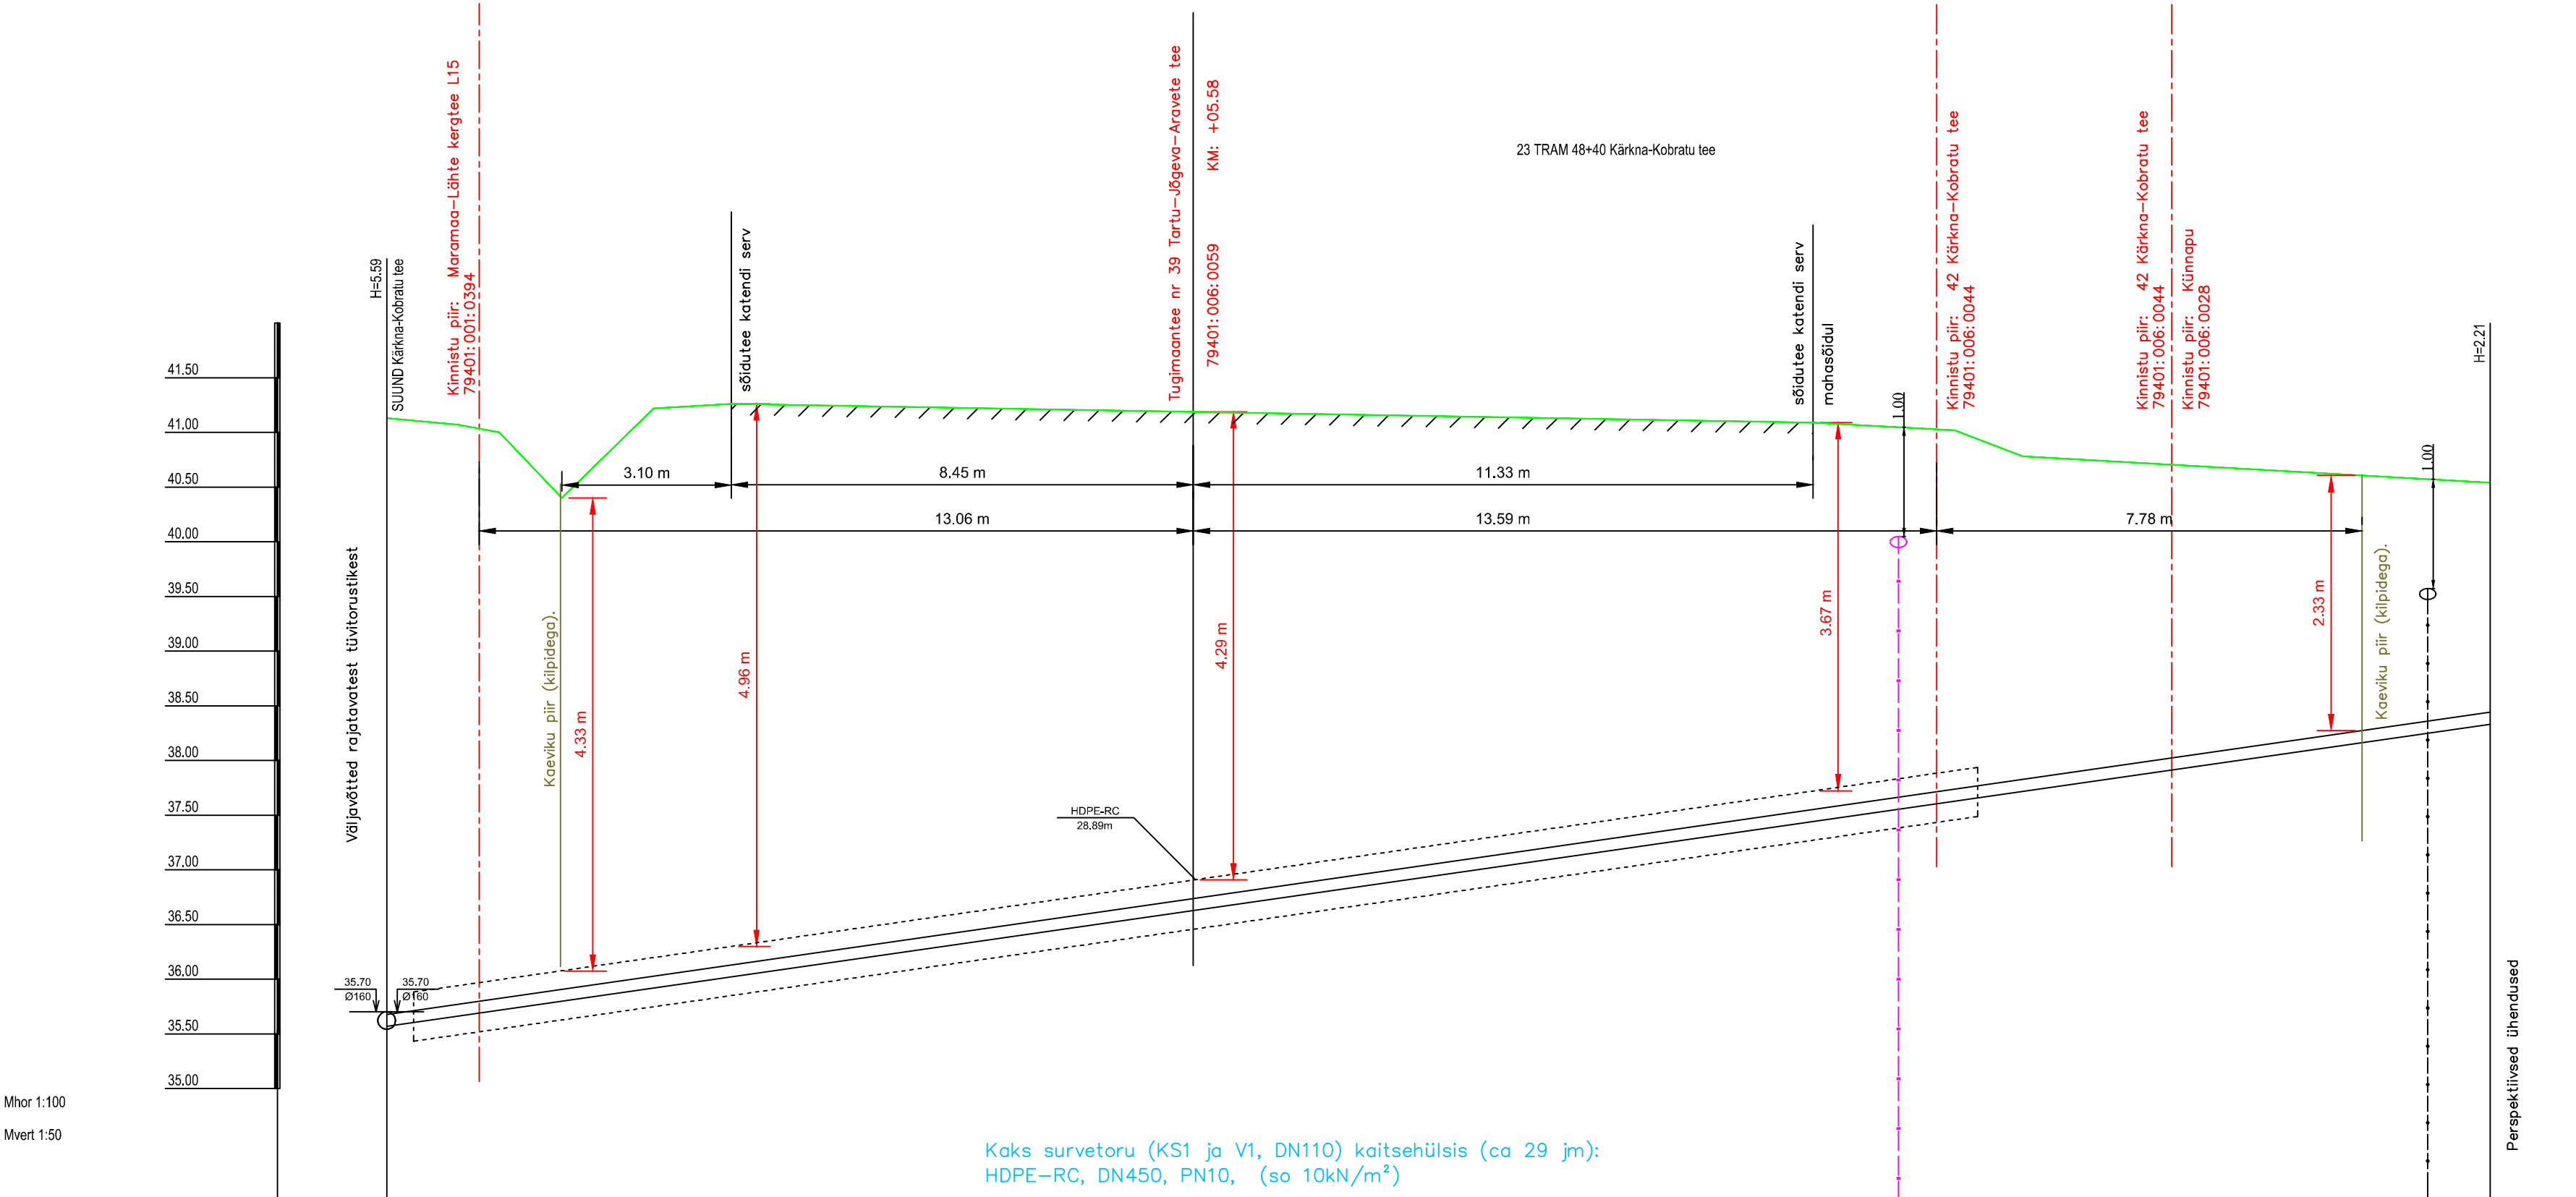 Kinnistu piir: Maramaa-Lähte kergtee L15
79401:001:0394
Tugimaantee nr 39 Tartu-Jõgeva-Aravete tee
79401:006:0059 KM: +05.58
23 TRAM 48+40 Kärkna-Kobratu tee
Kinnistu piir: 42 Kärkna-Kobratu tee
79401:006:0044
Kinnistu piir: 42 Kärkna-Kobratu tee
79401:006:0044
Kinnistu piir: Künnapu
79401:006:0028
H=5.59
SUUND Kärkna-Kobratu tee
sõidutee katendi serv
sõidutee katendi serv
mahasõidul
H=2.21
1.00
1.00
41.50
41.00
40.50
40.00
39.50
39.00
38.50
38.00
37.50
37.00
36.50
36.00
35.50
35.00
3.10 m
8.45 m
11.33 m
13.06 m
13.59 m
7.78 m
Väljavõtted rajatavatest tüvitorustikest
Kaeviku piir (kilpidega).
4.33 m
4.96 m
4.29 m
3.67 m
2.33 m
Kaeviku piir (kilpidega).
HDPE-RC
28,89m
35.70
Ø160
35.70
Ø160
Perspektiivsed ühendused
Mhor 1:100
Mvert 1:50
Kaks survetoru (KS1 ja V1, DN110) kaitsehülsis (ca 29 jm):
HDPE-RC, DN450, PN10, (so 10kN/m²)